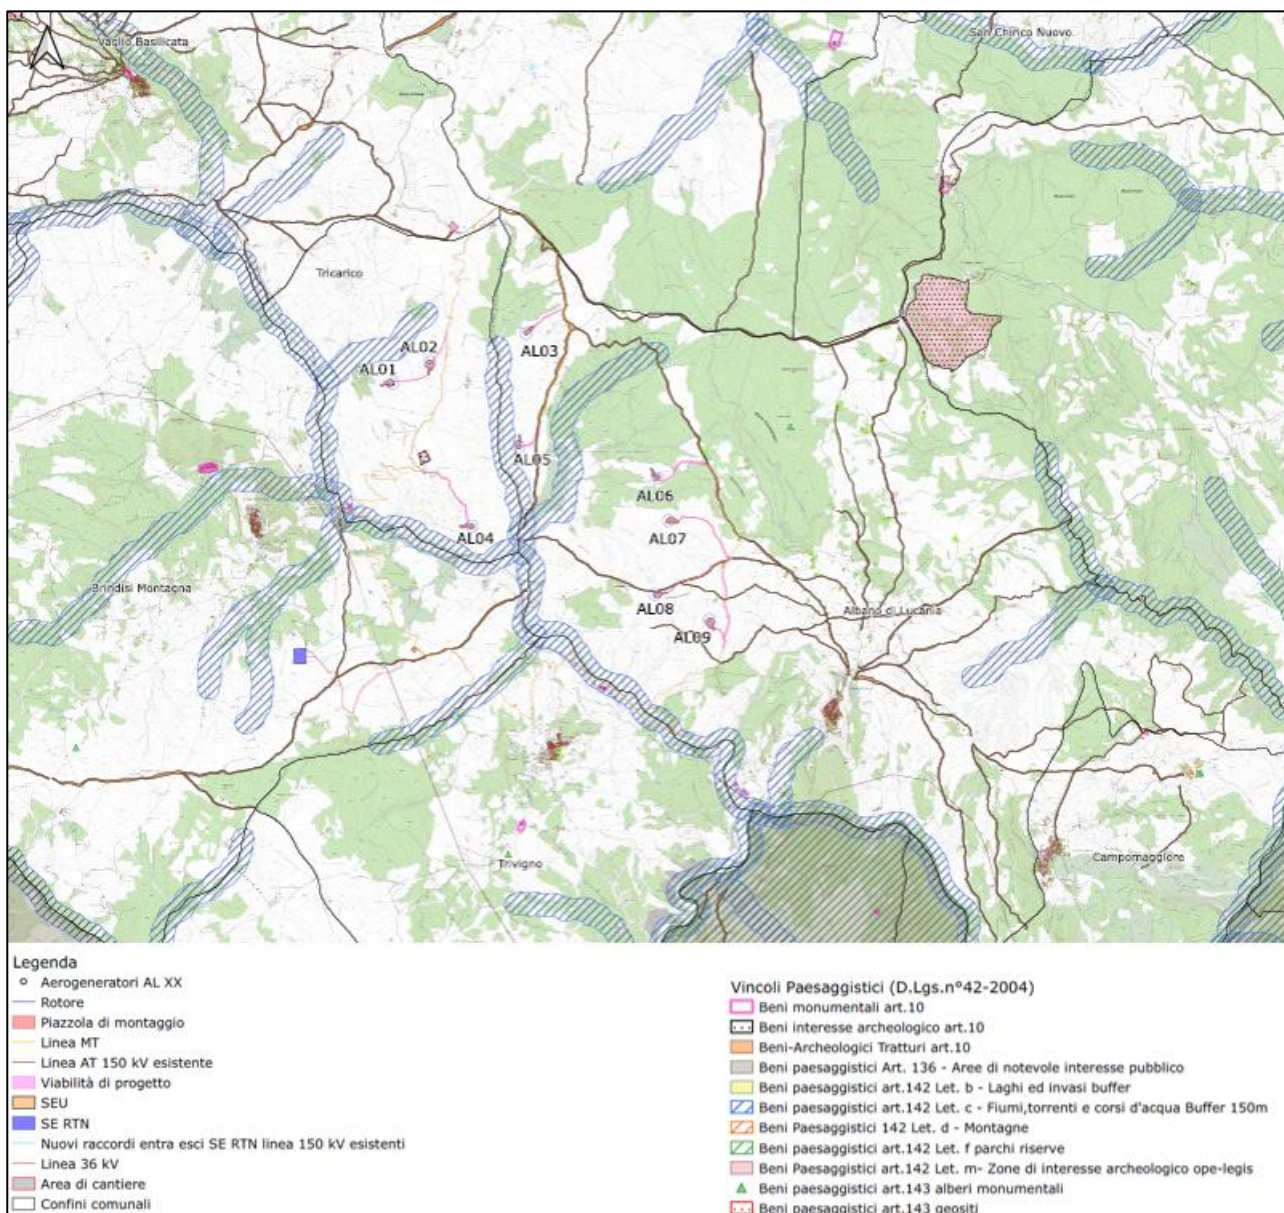 Vaglio Basilicata
San Chirico Nuovo
Tricarico
AL02
AL03
AL01
AL05
AL06
AL04
AL07
Brindisi Montagna
AL08
Albano di Lucania
AL09
Trivigno
Campomaggiore
Legenda
Aerogeneratori AL XX
Rotore
Piazzola di montaggio
Linea MT
Linea AT 150 kV esistente
Viabilità di progetto
SEU
SE RTN
Nuovi raccordi entra esci SE RTN linea 150 kV esistenti
Linea 36 kV
Area di cantiere
Confini comunali
Vincoli Paesaggistici (D.Lgs.n°42-2004)
Beni monumentali art.10
Beni interesse archeologico art.10
Beni-Archeologici Tratturi art.10
Beni paesaggistici Art. 136 - Aree di notevole interesse pubblico
Beni paesaggistici art.142 Let. b - Laghi ed invasi buffer
Beni paesaggistici art.142 Let. c - Fiumi,torrenti e corsi d'acqua Buffer 150m
Beni Paesaggistici 142 Let. d - Montagne
Beni paesaggistici art.142 Let. f parchi riserve
Beni Paesaggistici art.142 Let. m- Zone di interesse archeologico ope-legis
Beni paesaggistici art.143 alberi monumentali
Beni paesaggistici art.143 geositi